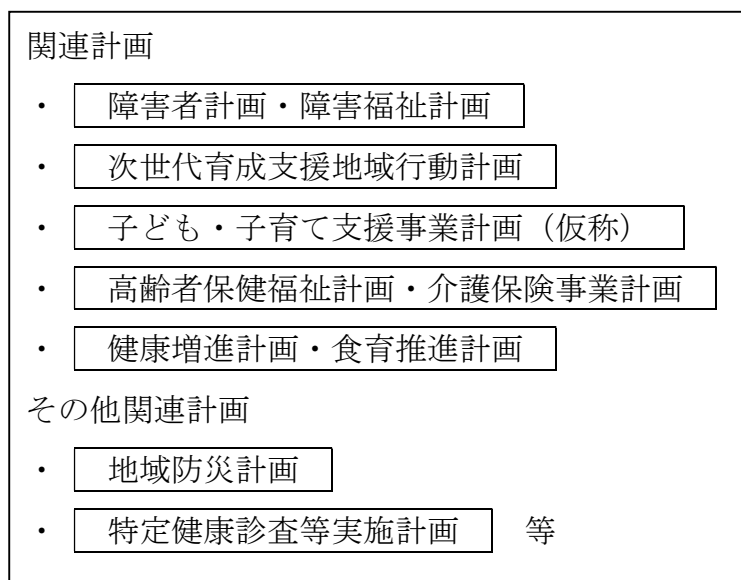 関連計画
・ 障害者計画・障害福祉計画
・ 次世代育成支援地域行動計画
・ 子ども・子育て支援事業計画（仮称）
・ 高齢者保健福祉計画・介護保険事業計画
・ 健康増進計画・食育推進計画
その他関連計画
・ 地域防災計画
・ 特定健康診査等実施計画 等